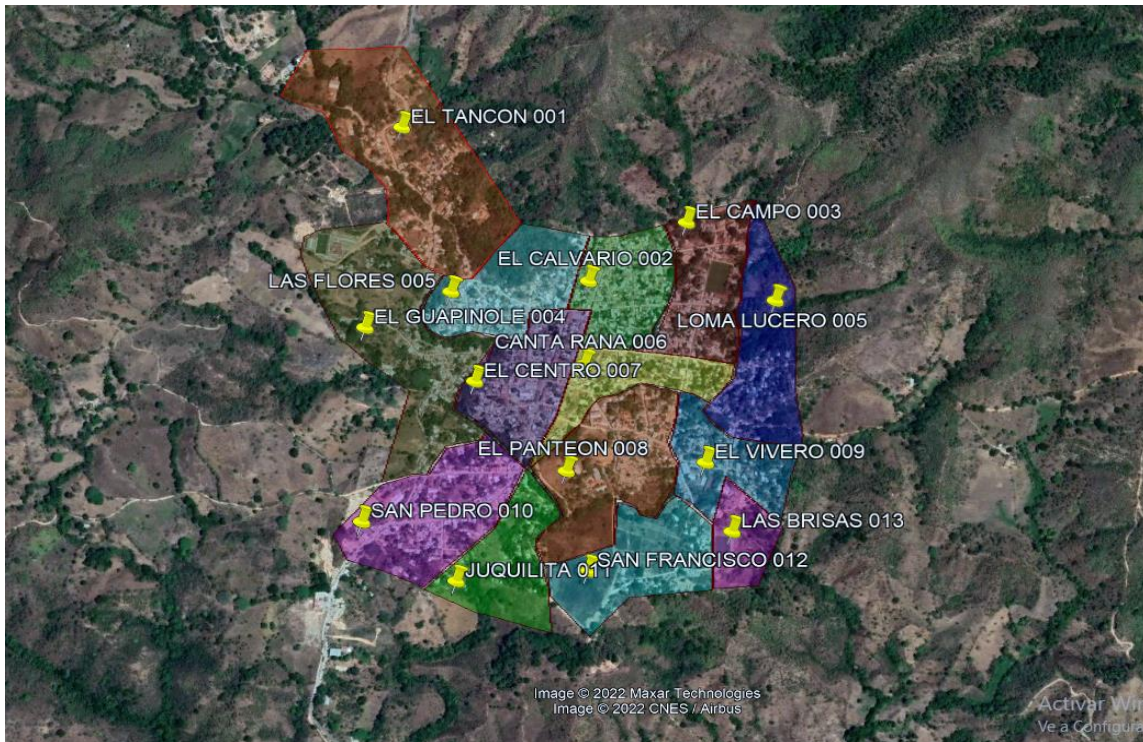 EL TANCON 001
EL CAMPO 003
EL CALVARIO 002
LAS FLORES 005
EL GUAPINOLE 004
LOMA LUCERO 005
CANTA RANA 006
EL CENTRO 007
EL PANTEON 008
EL VIVERO 009
SAN PEDRO 010
LAS BRISAS 013
SAN FRANCISCO 012
JUQUILITA 011
Image © 2022 Maxar Technologies
Image © 2022 CNES / Airbus
Activar Win
Ve a Configura